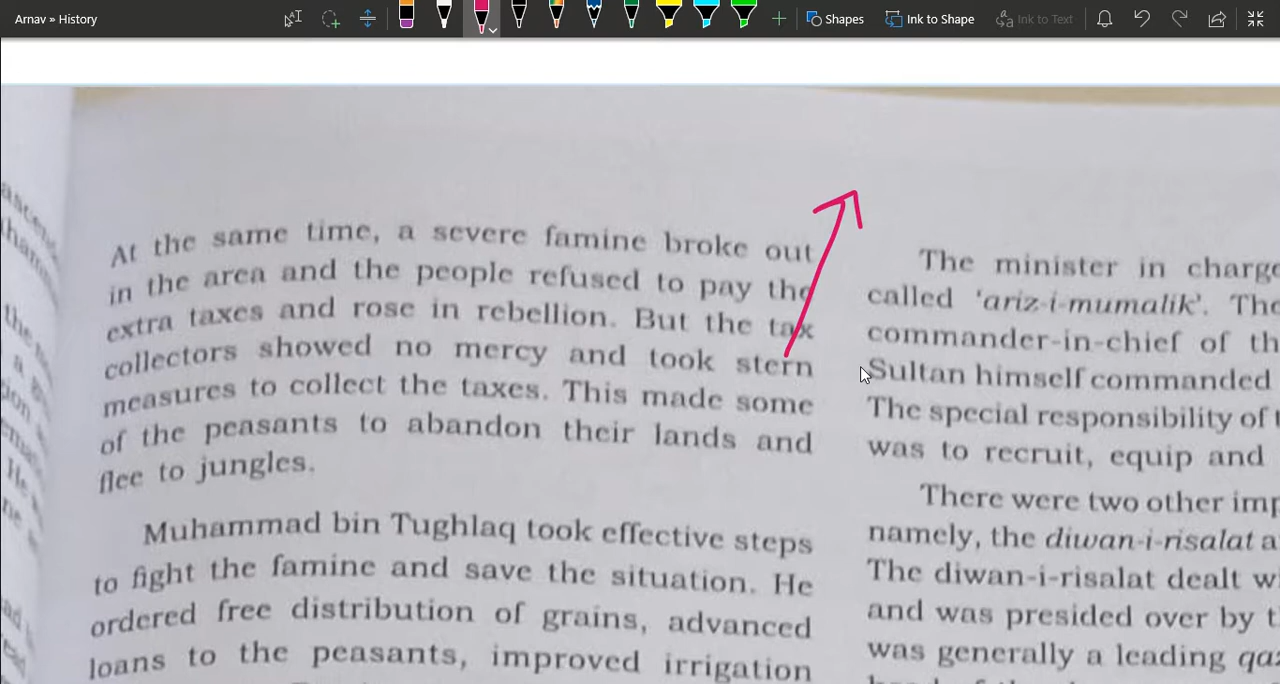 Arnav » History
Shapes
Ink to Shape
Ink to Text
At the same time, a severe famine broke out
in the area and the people refused to pay the
extra taxes and rose in rebellion. But the tax
collectors showed no mercy and took stern
measures to collect the taxes. This made some
of the peasants to abandon their lands and
flee to jungles.
Muhammad bin Tughlaq took effective steps
to fight the famine and save the situation. He
ordered free distribution of grains, advanced
loans to the peasants, improved irrigation
The minister in charge
called 'ariz-i-mumalik'. The
commander-in-chief of th
Sultan himself commanded
The special responsibility of t
was to recruit, equip and
There were two other imp
namely, the diwan-i-risalat a
The diwan-i-risalat dealt wi
and was presided over by t
was generally a leading qaz